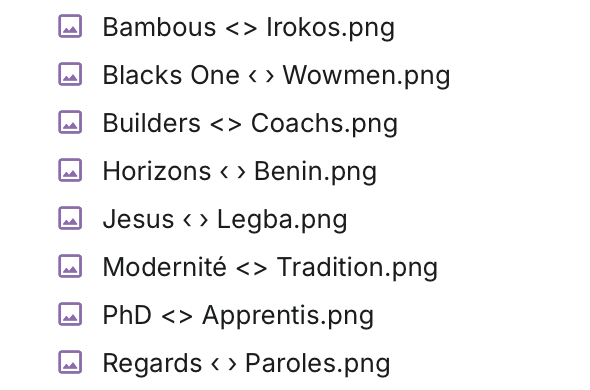 Bambous <> Irokos.png
Blacks One ‹ › Wowmen.png
Builders <> Coachs.png
Horizons ‹ › Benin.png
Jesus ‹ › Legba.png
Modernité <> Tradition.png
PhD <> Apprentis.png
Regards ‹ › Paroles.png